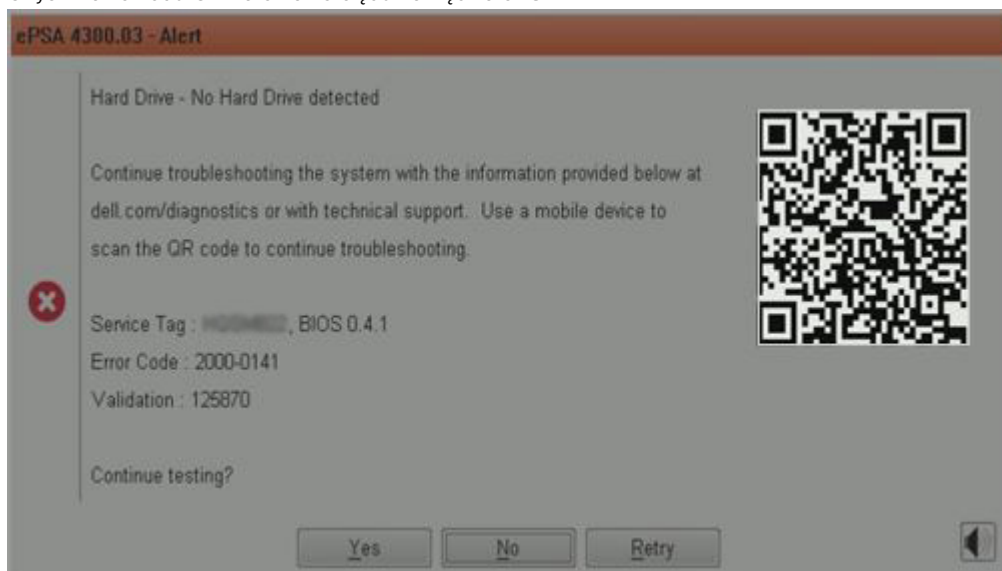 ePSA 4300.03 - Alert
Hard Drive - No Hard Drive detected
Continue troubleshooting the system with the information provided below at
dell.com/diagnostics or with technical support. Use a mobile device to
scan the QR code to continue troubleshooting.
Service Tag : , BIOS 0.4.1
Error Code : 2000-0141
Validation : 125870
Continue testing?
Yes No Retry